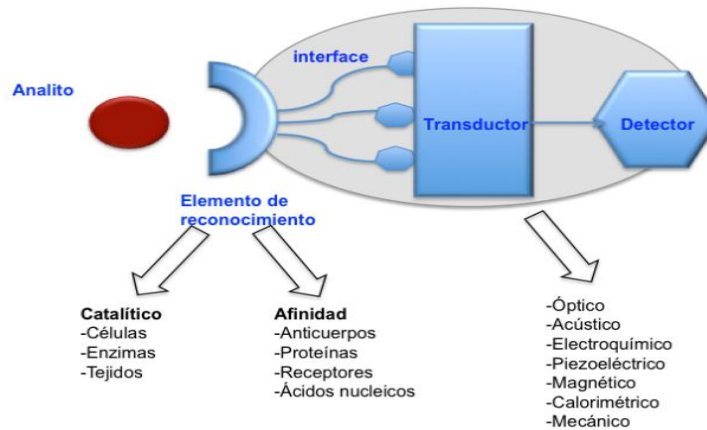 interface
Analito
Transductor
Detector
Elemento de
reconocimiento
Catalítico
-Células
-Enzimas
-Tejidos
Afinidad
-Anticuerpos
-Proteínas
-Receptores
-Ácidos nucleicos
-Óptico
-Acústico
-Electroquímico
-Piezoeléctrico
-Magnético
-Calorimétrico
-Mecánico